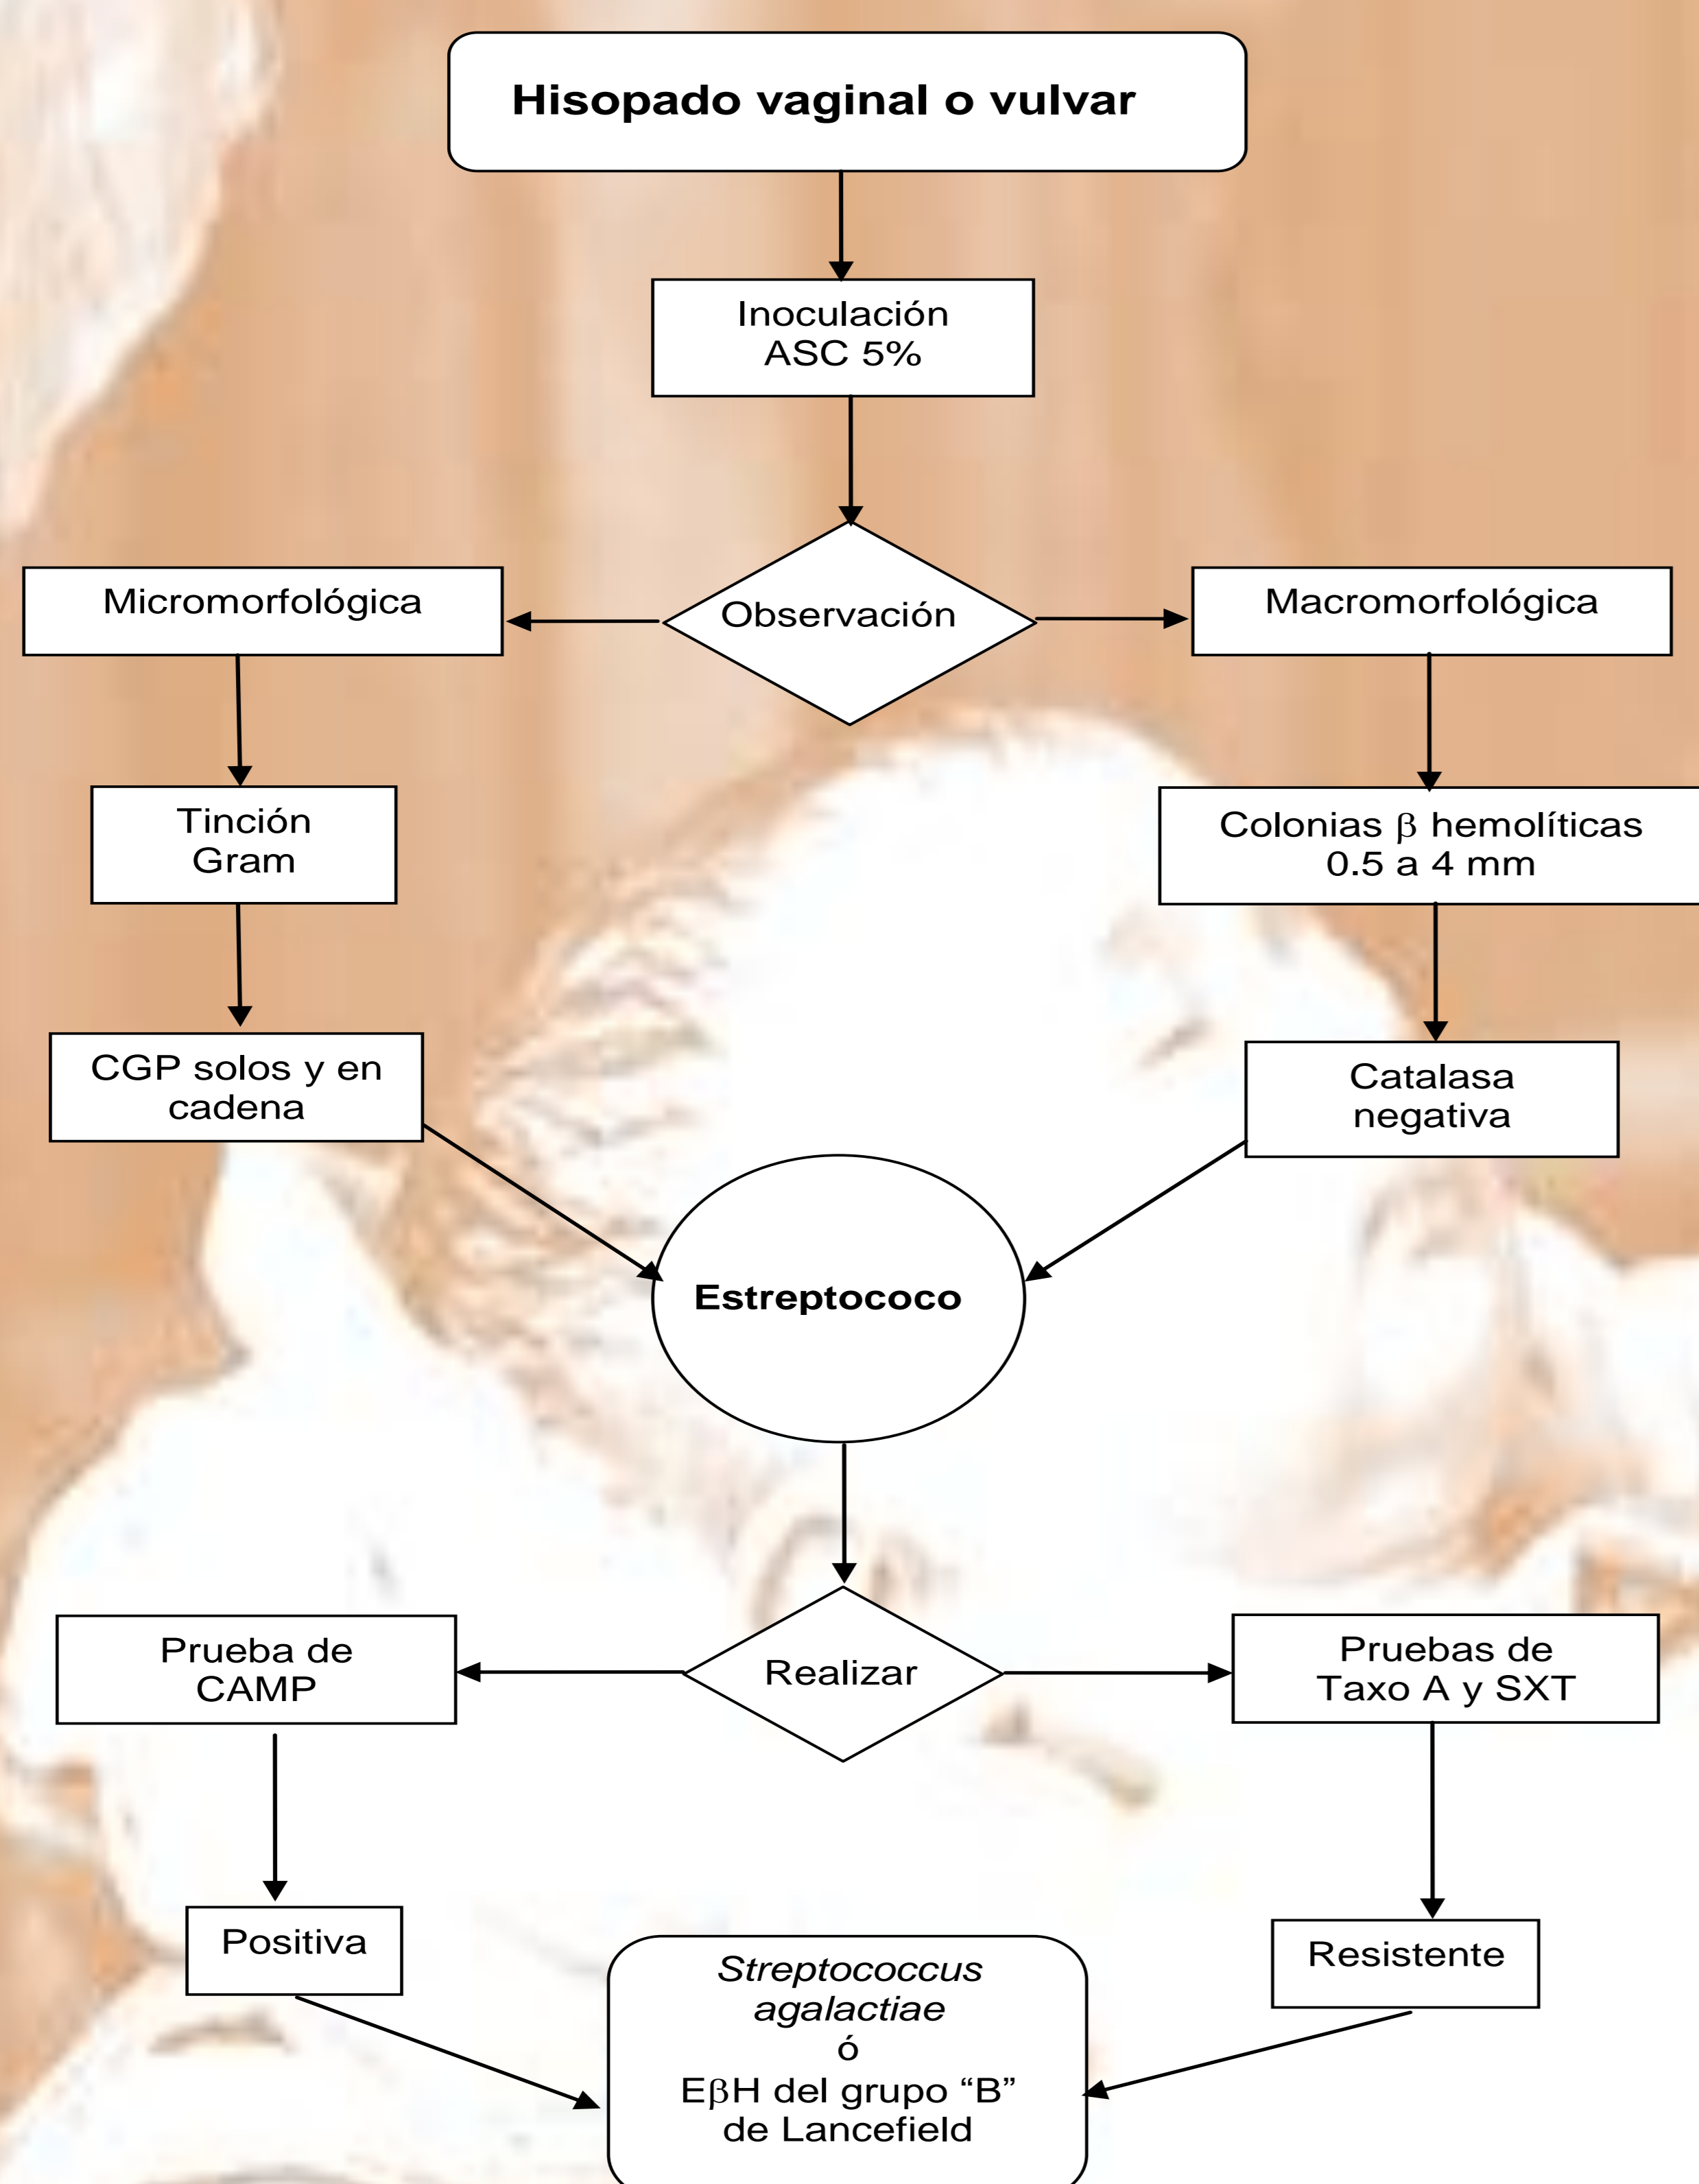 Hisopado vaginal o vulvar
Inoculación
ASC 5%
Observación
Micromorfológica
Macromorfológica
Tinción
Gram
Colonias β hemolíticas
0.5 a 4 mm
CGP solos y en
cadena
Catalasa
negativa
Estreptococo
Realizar
Prueba de
CAMP
Pruebas de
Taxo A y SXT
Positiva
Resistente
Streptococcus
agalactiae
ó
EβH del grupo “B”
de Lancefield